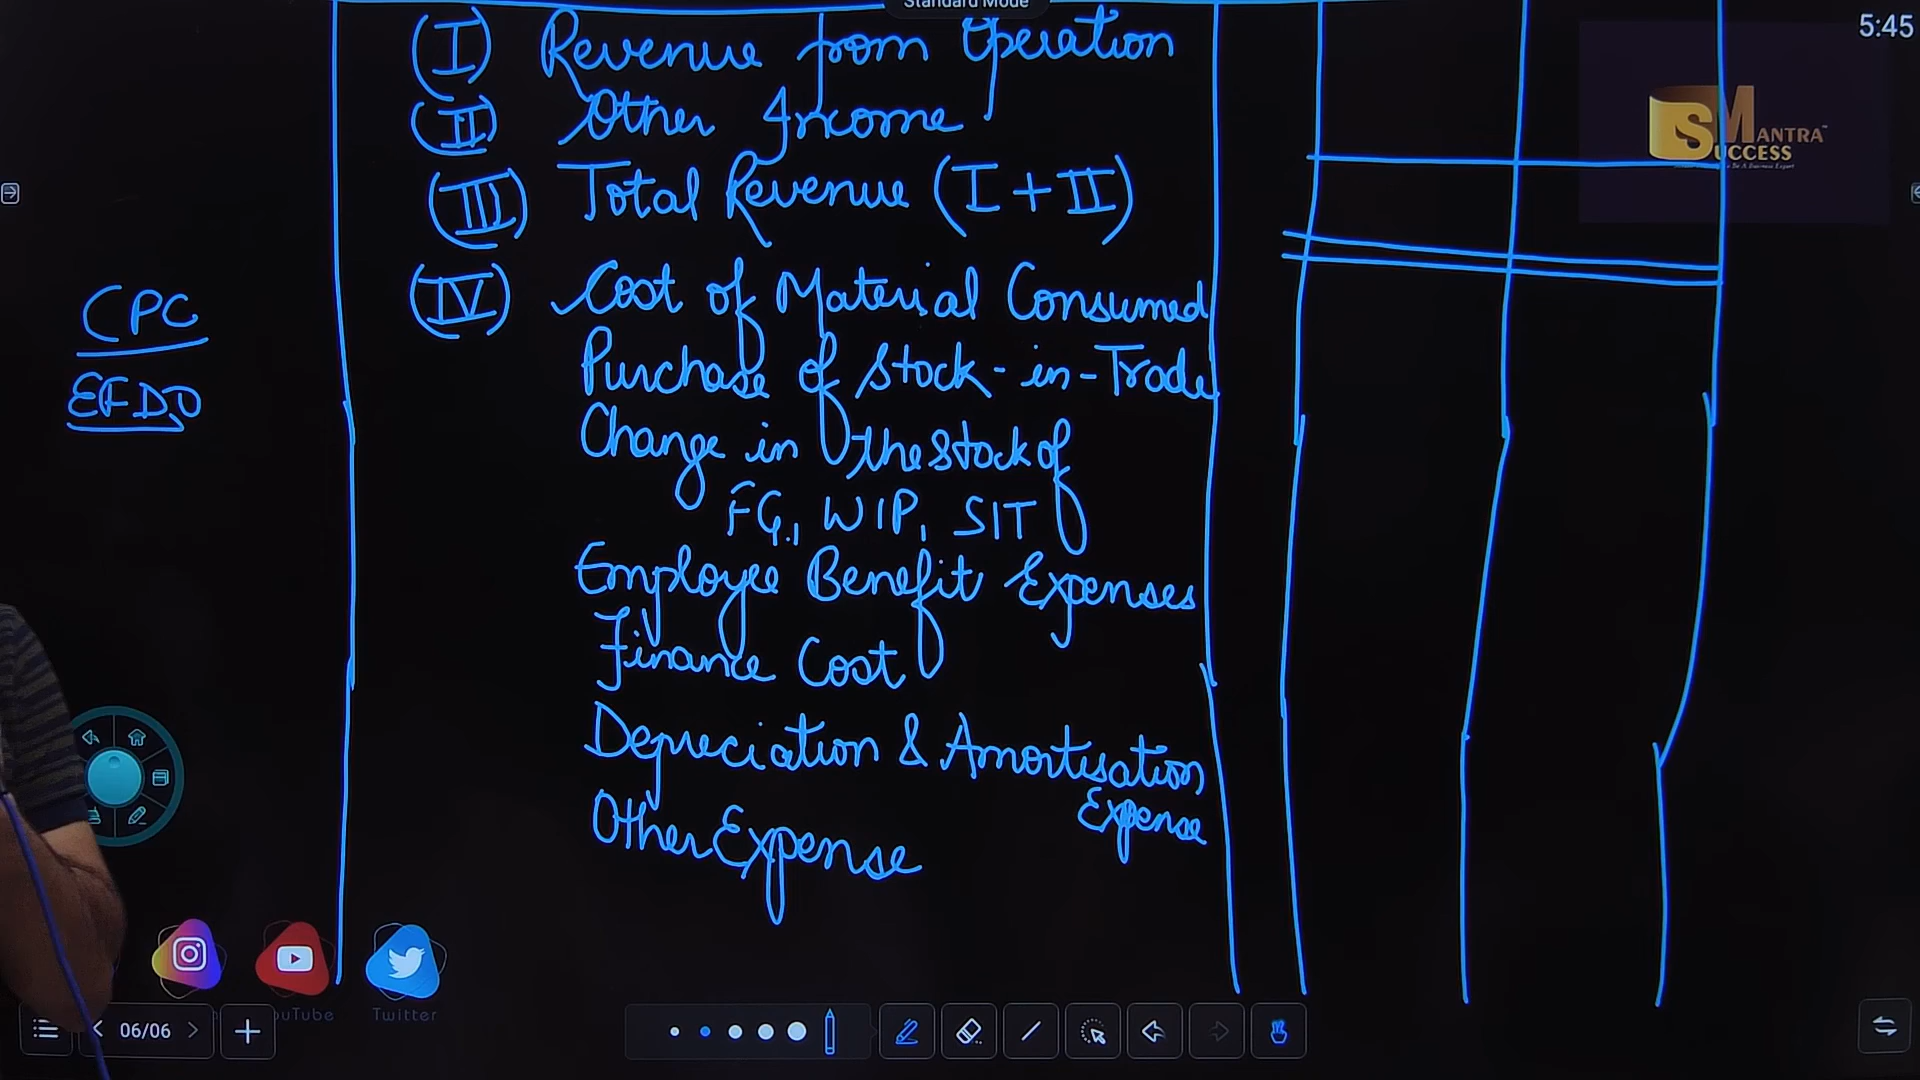 Standard Mode
5:45
(I) Revenue from Operation
(II) Other Income
(III) Total Revenue (I + II)
(IV) Cost of Material Consumed
Purchase of Stock-in-Trade
Change in the stock of
FG, WIP, SIT
Employee Benefit Expenses
Finance Cost
Depreciation & Amortisation
Expense
Other Expense
CPC
EFDO
SUCCESS MANTRA
uTube
Twitter
06/06